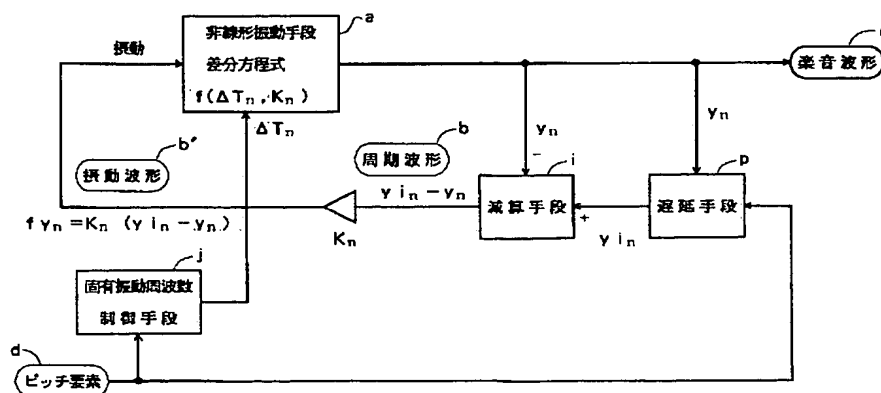 a
非線形振動手段
差分方程式
f(ΔTn,Kn)
振動
楽音波形
ΔTn
yn
yn
b
周期波形
b′
振動波形
i
減算手段
−
+
p
遅延手段
yin−yn
yin
Kn
fyn=Kn(yin−yn)
j
固有振動周波数
制御手段
d
ピッチ要素